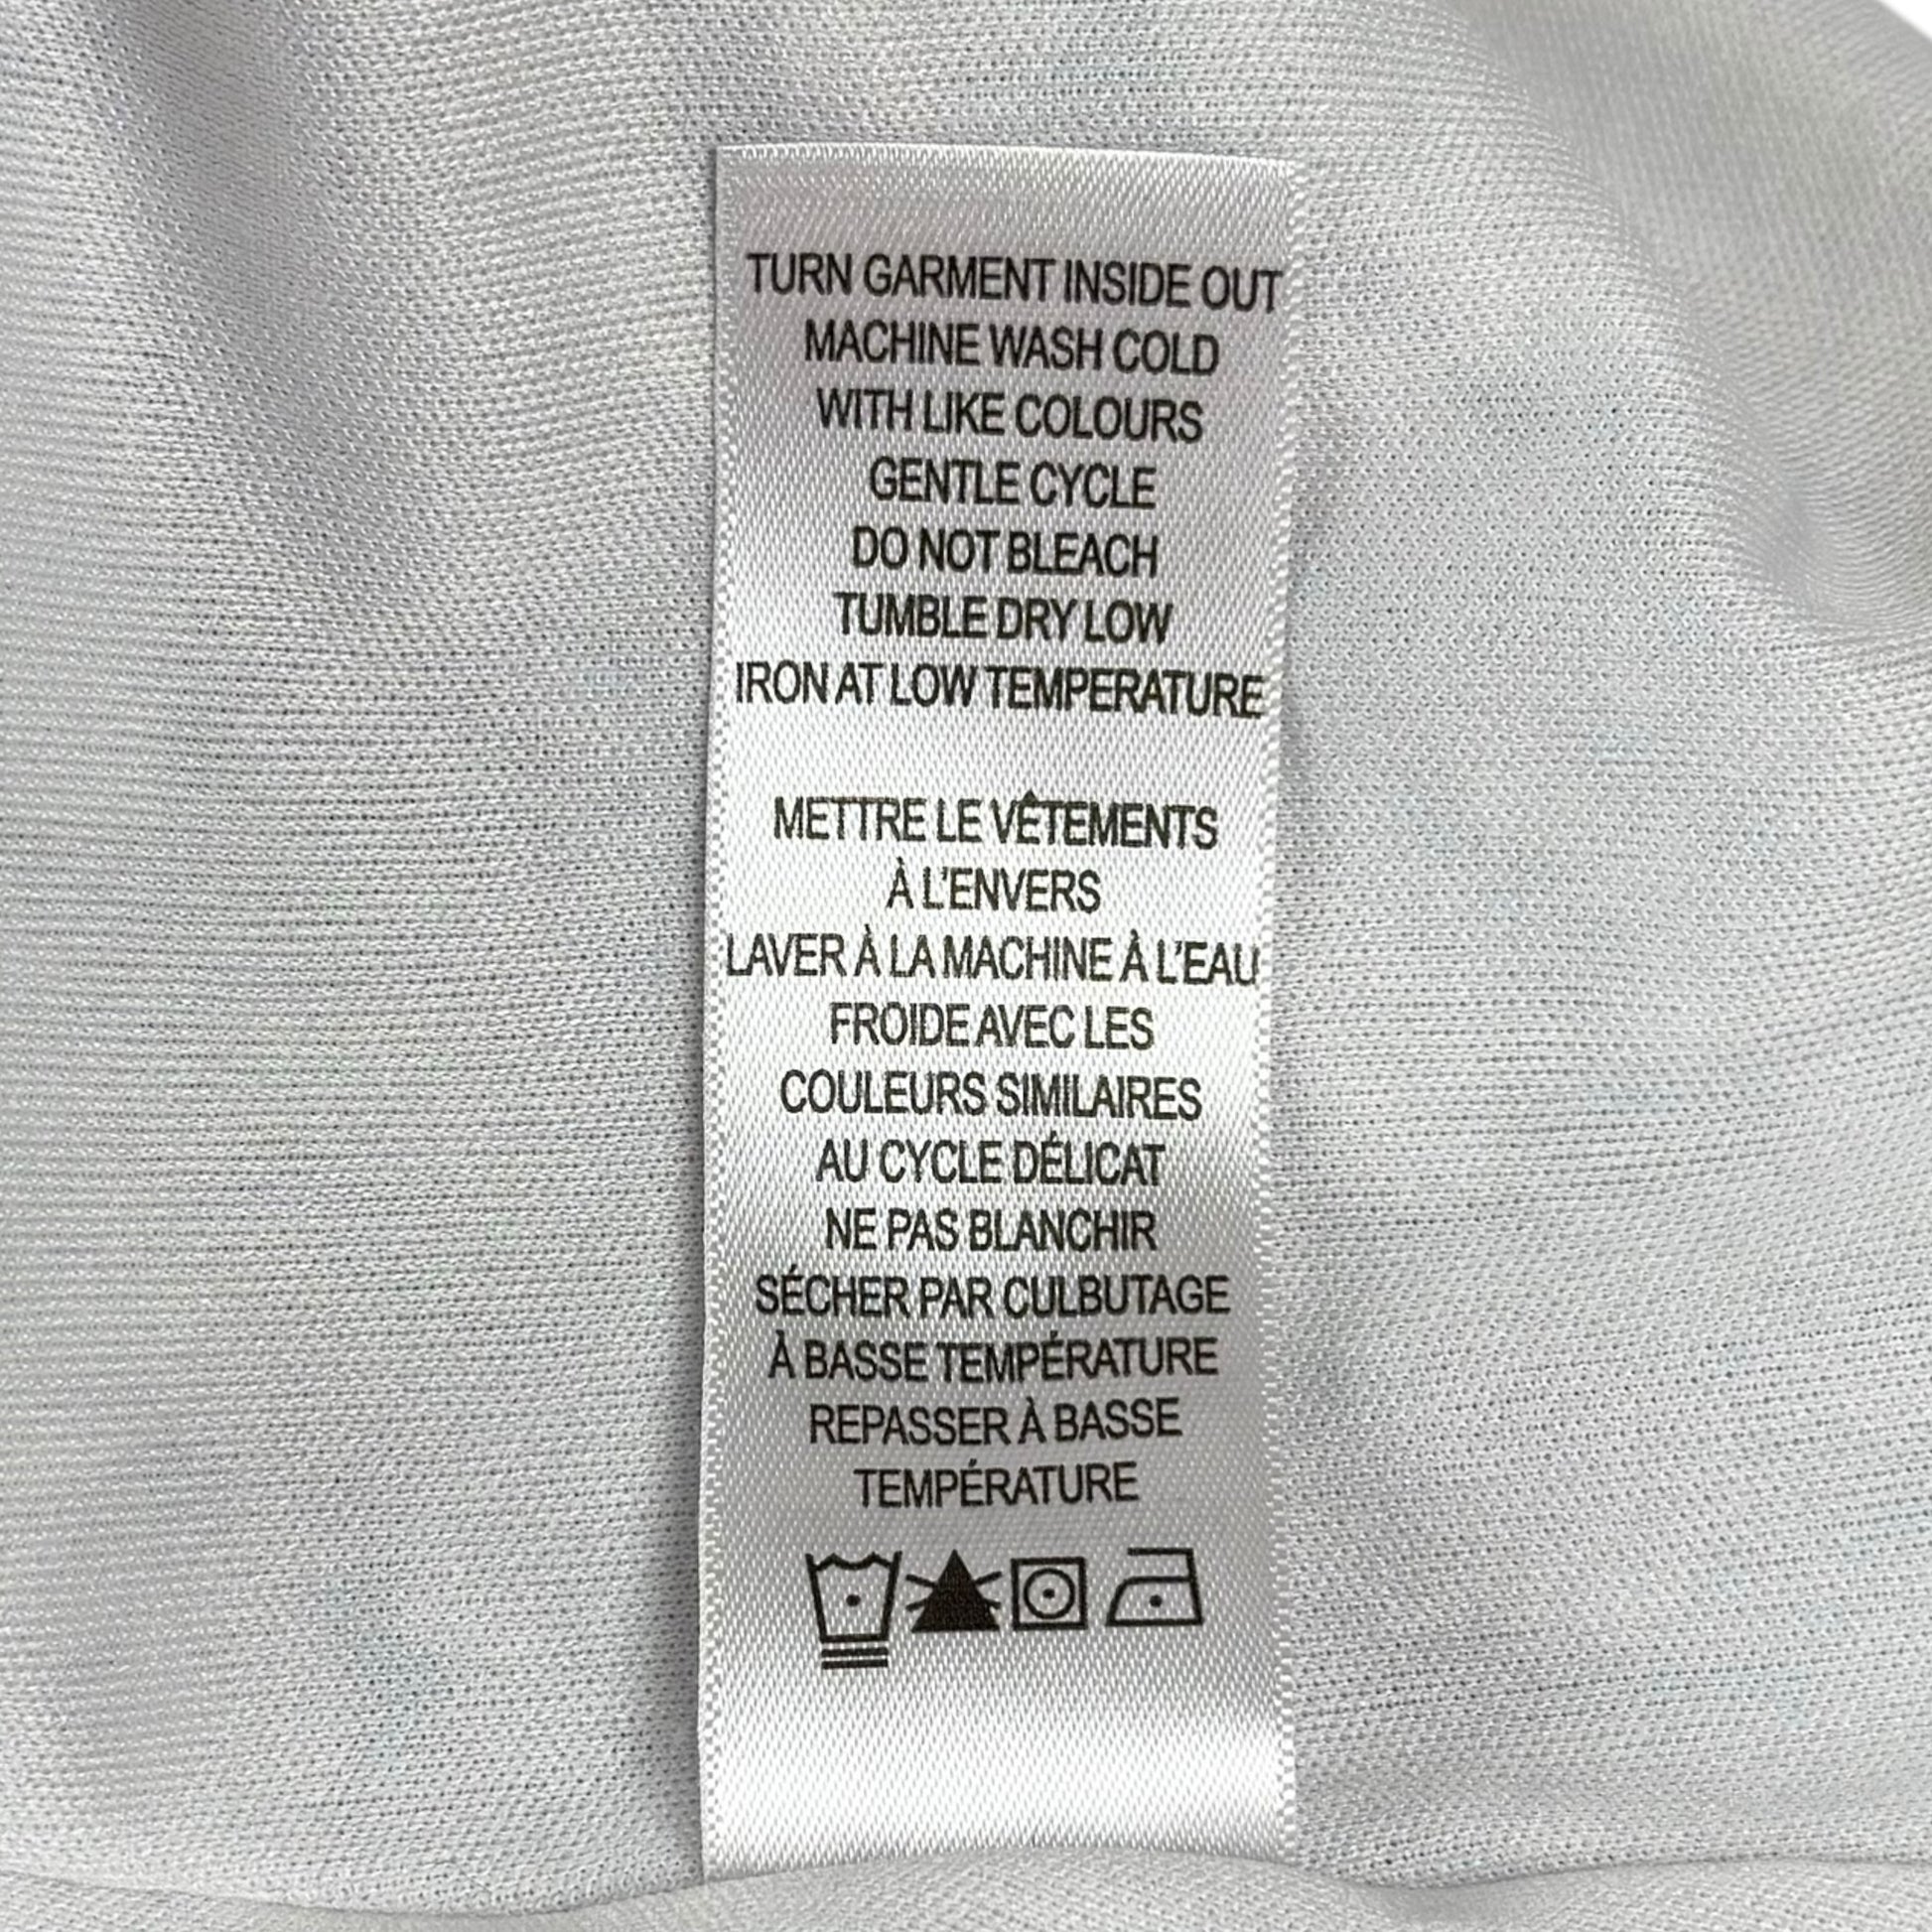 TURN GARMENT INSIDE OUT
MACHINE WASH COLD
WITH LIKE COLOURS
GENTLE CYCLE
DO NOT BLEACH
TUMBLE DRY LOW
IRON AT LOW TEMPERATURE
METTRE LE VÊTEMENTS
À L'ENVERS
LAVER À LA MACHINE À L'EAU
FROIDE AVEC LES
COULEURS SIMILAIRES
AU CYCLE DÉLICAT
NE PAS BLANCHIR
SÉCHER PAR CULBUTAGE
À BASSE TEMPÉRATURE
REPASSER À BASSE
TEMPÉRATURE